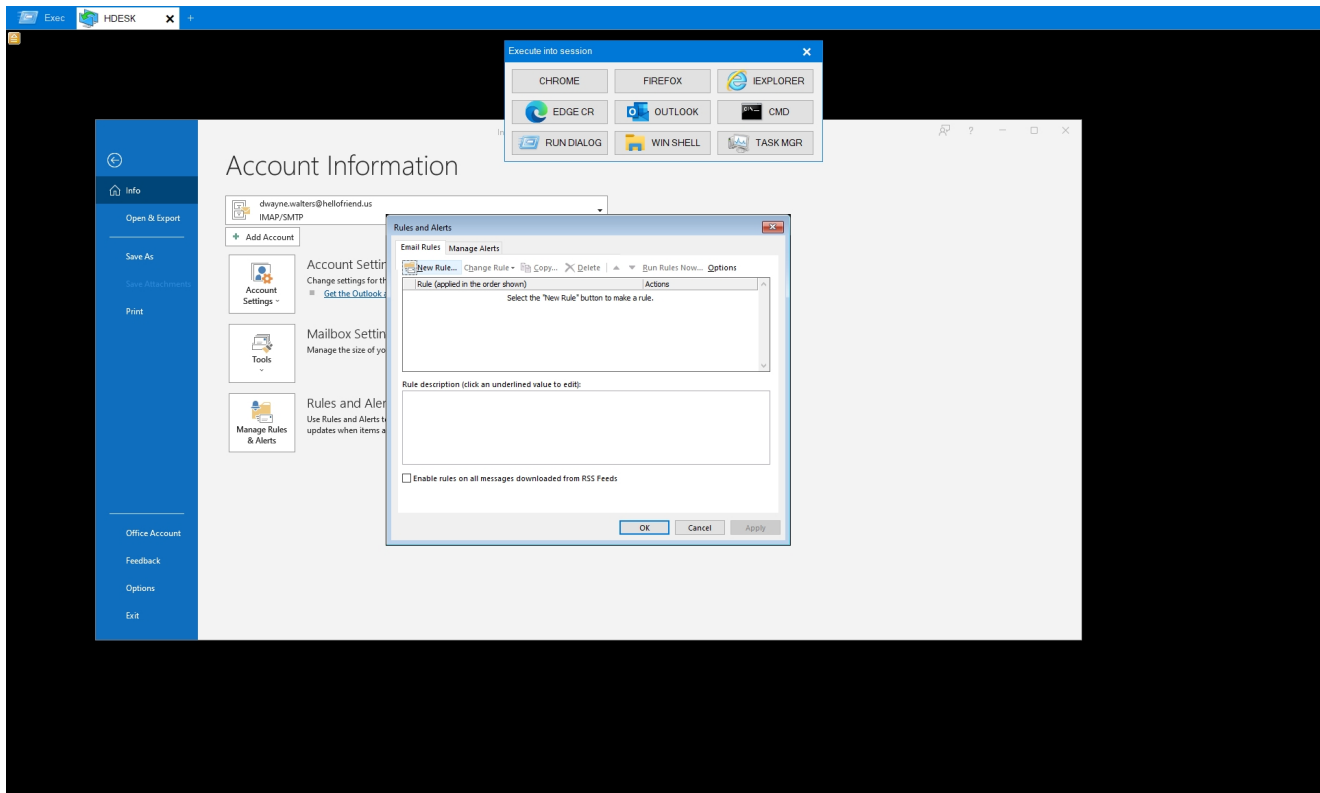 Exec HDESK
Execute into session
CHROME FIREFOX IEXPLORER
EDGE CR OUTLOOK CMD
RUN DIALOG WIN SHELL TASK MGR
Info
Open & Export
Save As
Save Attachments
Print
Office Account
Feedback
Options
Exit
Account Information
dwayne.walters@hellofriend.us
IMAP/SMTP
Add Account
Account Settings
Account Settin
Change settings for th
Get the Outlook a
Tools
Mailbox Settin
Manage the size of yo
Manage Rules
& Alerts
Rules and Aler
Use Rules and Alerts t
updates when items a
Rules and Alerts
Email Rules Manage Alerts
New Rule... Change Rule Copy... Delete Run Rules Now... Options
Rule (applied in the order shown) Actions
Select the "New Rule" button to make a rule.
Rule description (click an underlined value to edit):
Enable rules on all messages downloaded from RSS Feeds
OK Cancel Apply